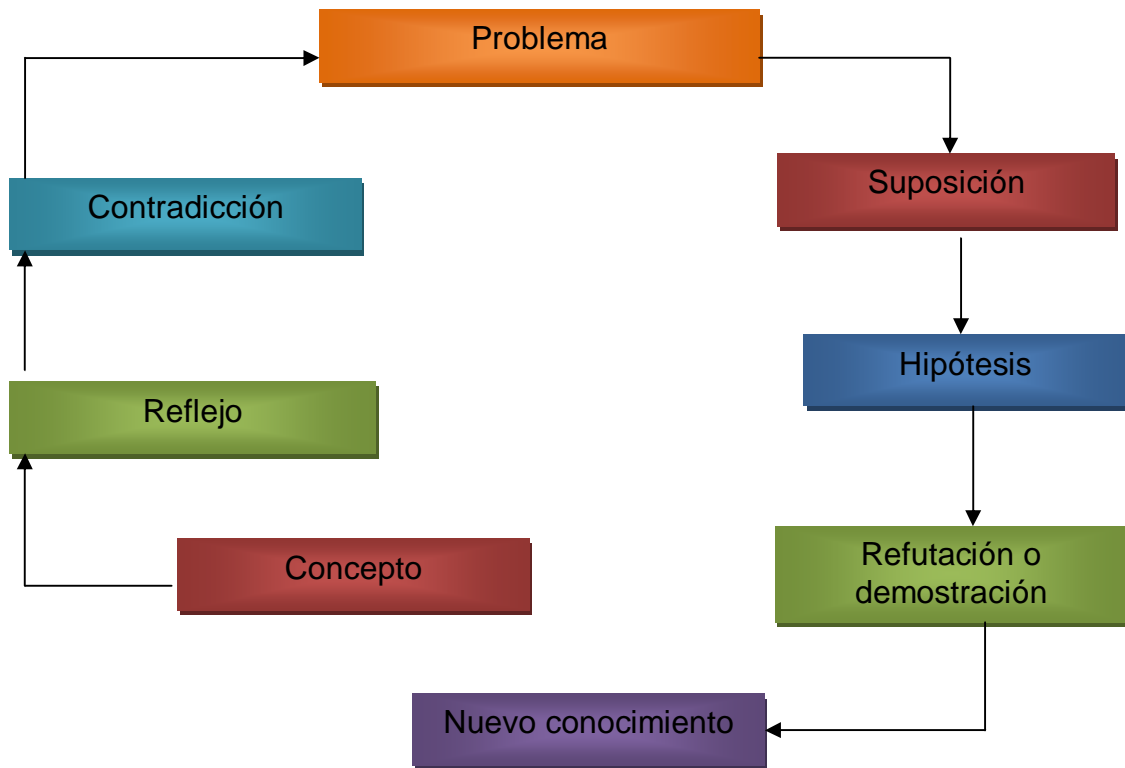 Problema
Suposición
Contradicción
Hipótesis
Reflejo
Refutación o
demostración
Concepto
Nuevo conocimiento